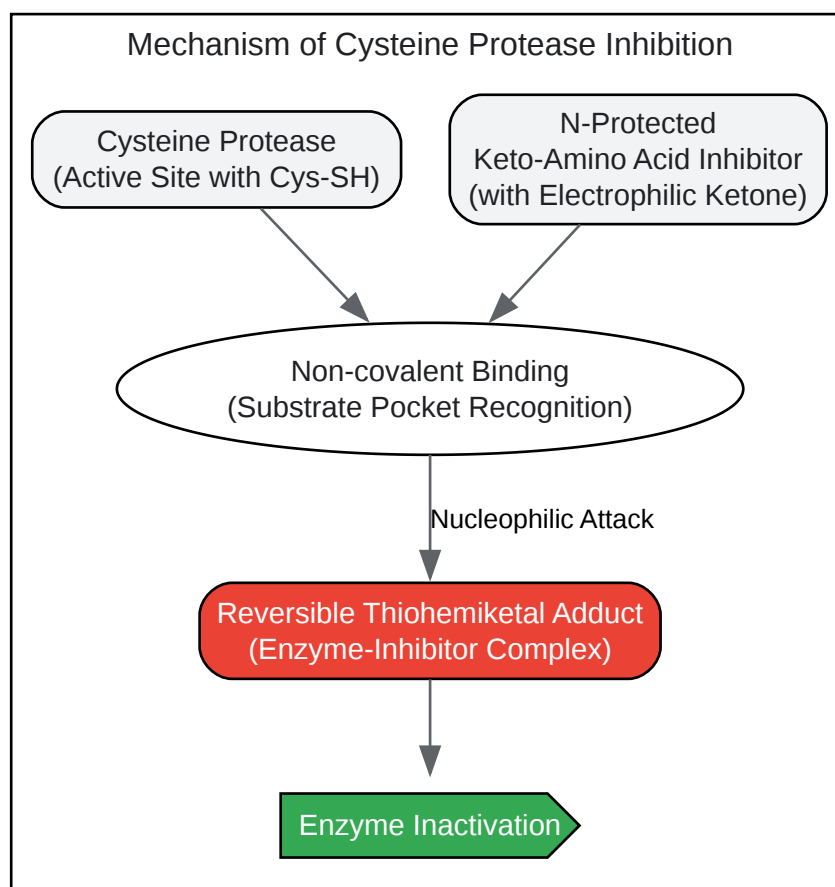 Mechanism of Cysteine Protease Inhibition
Cysteine Protease
(Active Site with Cys-SH)
N-Protected
Keto-Amino Acid Inhibitor
(with Electrophilic Ketone)
Non-covalent Binding
(Substrate Pocket Recognition)
Nucleophilic Attack
Reversible Thiohemiketal Adduct
(Enzyme-Inhibitor Complex)
Enzyme Inactivation